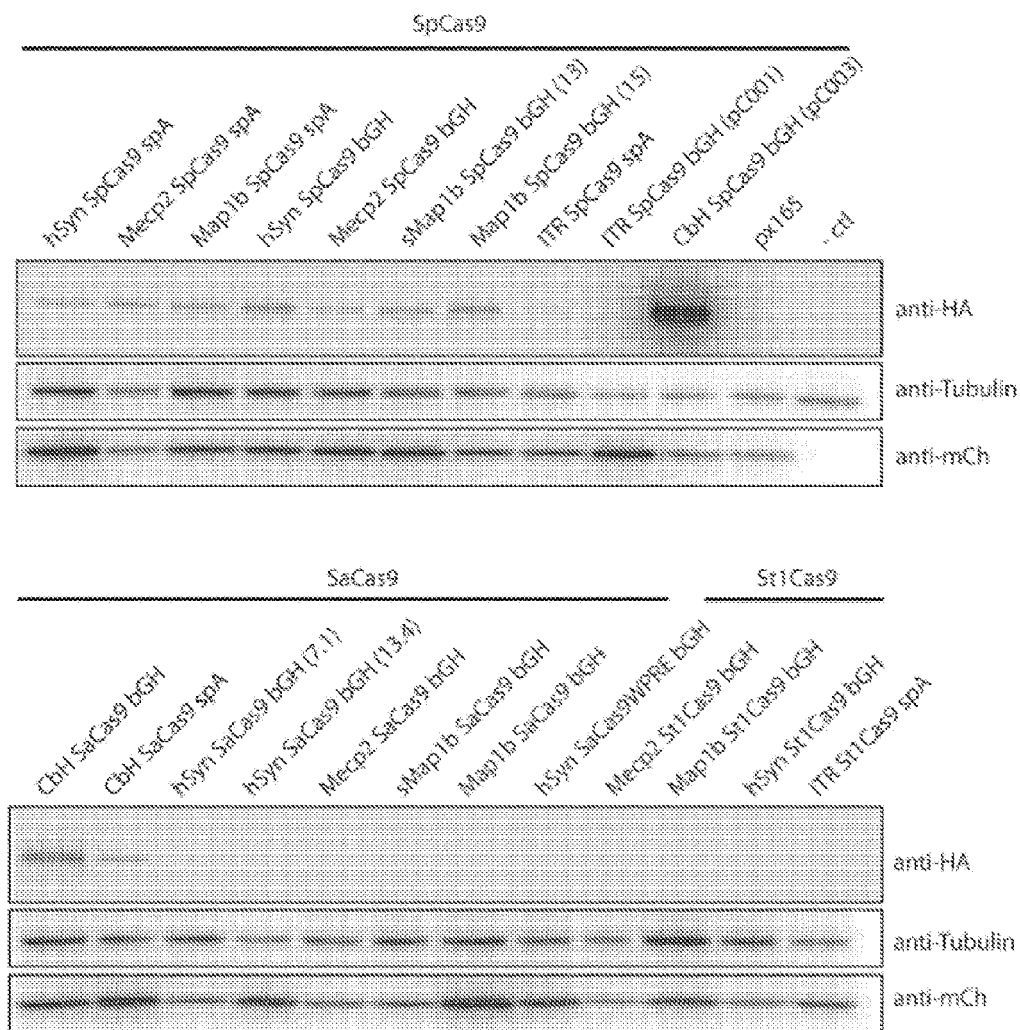 SpCas9
hSyn SpCas9 spA
Mecp2 SpCas9 spA
Map1b SpCas9 spA
hSyn SpCas9 bGH
Mecp2 SpCas9 bGH
sMap1b SpCas9 bGH (13)
Map1b SpCas9 bGH (15)
ITR SpCas9 spA
ITR SpCas9 bGH (pC001)
CbH SpCas9 bGH (pC003)
px165
- ctl
anti-HA
anti-Tubulin
anti-mCh
SaCas9
St1Cas9
CbH SaCas9 bGH
CbH SaCas9 spA
hSyn SaCas9 bGH (7.1)
hSyn SaCas9 bGH (13.4)
Mecp2 SaCas9 bGH
sMap1b SaCas9 bGH
Map1b SaCas9 bGH
hSyn SaCas9WPRE bGH
Mecp2 St1Cas9 bGH
Map1b St1Cas9 bGH
hSyn St1Cas9 bGH
ITR St1Cas9 spA
anti-HA
anti-Tubulin
anti-mCh